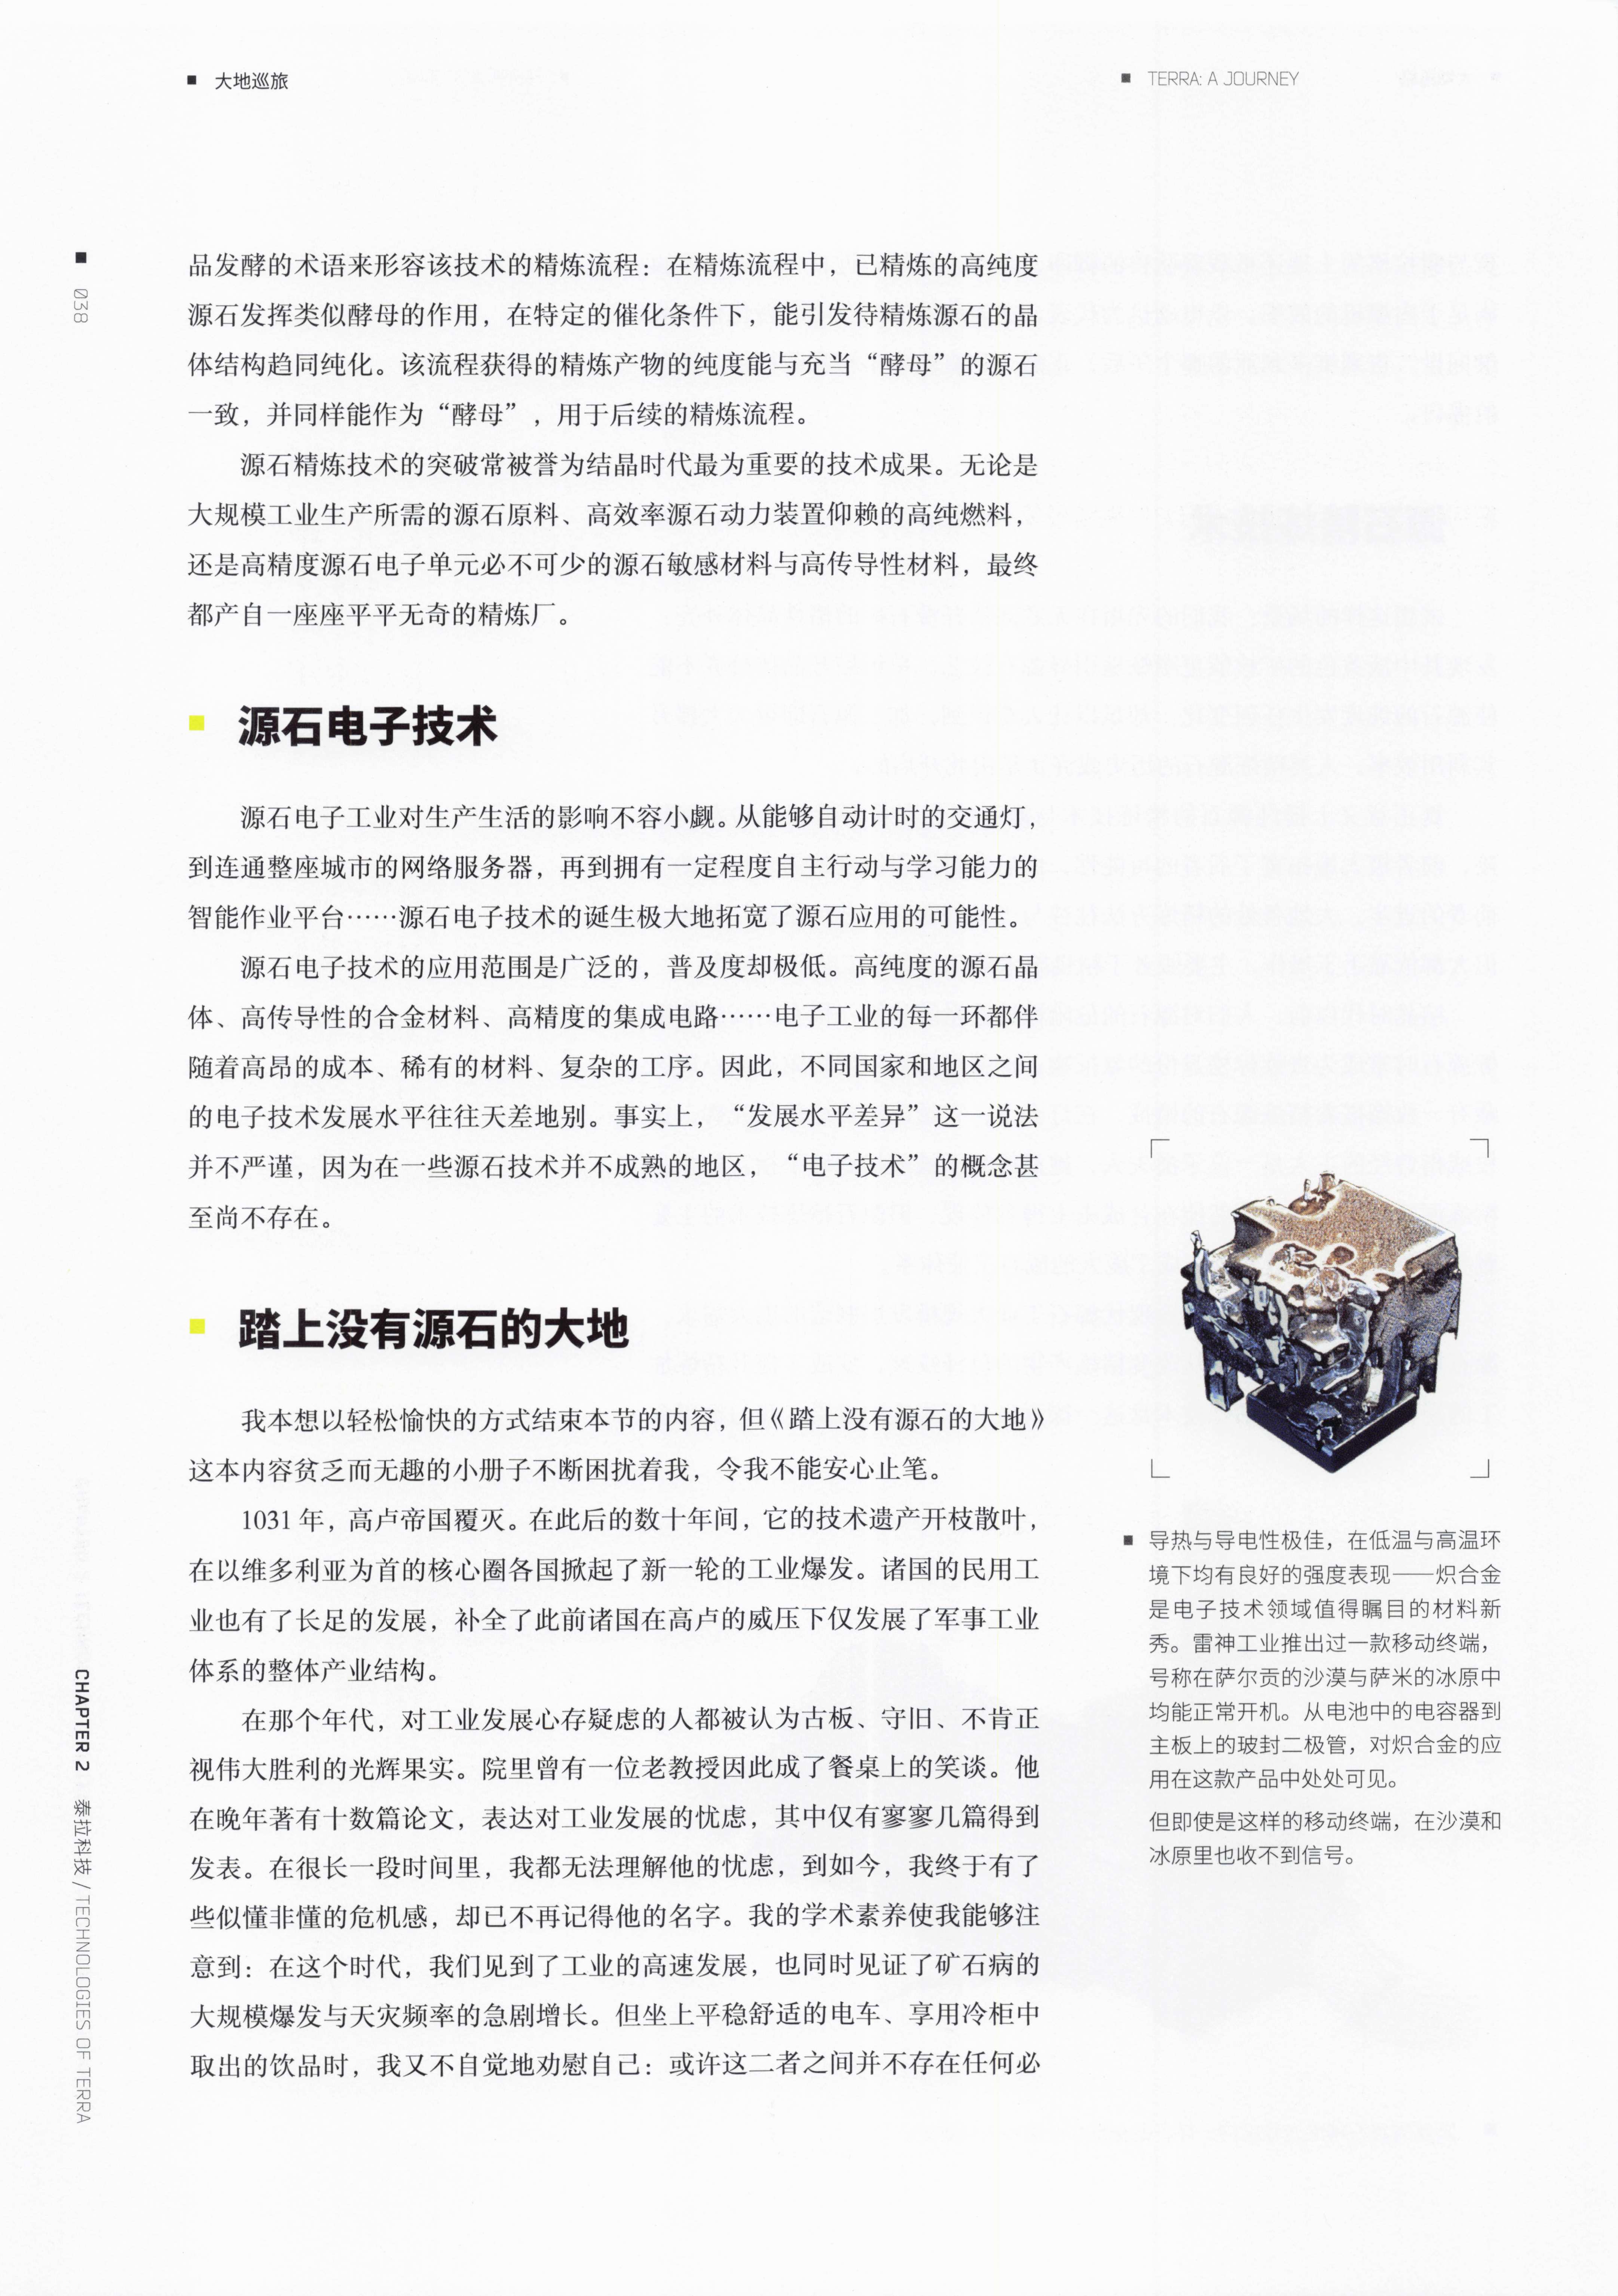 大地巡旅
TERRA: A JOURNEY
038
品发酵的术语来形容该技术的精炼流程：在精炼流程中，已精炼的高纯度
源石发挥类似酵母的作用，在特定的催化条件下，能引发待精炼源石的晶
体结构趋同纯化。该流程获得的精炼产物的纯度能与充当“酵母”的源石
一致，并同样能作为“酵母”，用于后续的精炼流程。
源石精炼技术的突破常被誉为结晶时代最为重要的技术成果。无论是
大规模工业生产所需的源石原料、高效率源石动力装置仰赖的高纯燃料，
还是高精度源石电子单元必不可少的源石敏感材料与高传导性材料，最终
都产自一座座平平无奇的精炼厂。
源石电子技术
源石电子工业对生产生活的影响不容小觑。从能够自动计时的交通灯，
到连通整座城市的网络服务器，再到拥有一定程度自主行动与学习能力的
智能作业平台……源石电子技术的诞生极大地拓宽了源石应用的可能性。
源石电子技术的应用范围是广泛的，普及度却极低。高纯度的源石晶
体、高传导性的合金材料、高精度的集成电路……电子工业的每一环都伴
随着高昂的成本、稀有的材料、复杂的工序。因此，不同国家和地区之间
的电子技术发展水平往往天差地别。事实上，“发展水平差异”这一说法
并不严谨，因为在一些源石技术并不成熟的地区，“电子技术”的概念甚
至尚不存在。
踏上没有源石的大地
我本想以轻松愉快的方式结束本节的内容，但《踏上没有源石的大地》
这本内容贫乏而无趣的小册子不断困扰着我，令我不能安心止笔。
1031 年，高卢帝国覆灭。在此后的数十年间，它的技术遗产开枝散叶，
在以维多利亚为首的核心圈各国掀起了新一轮的工业爆发。诸国的民用工
业也有了长足的发展，补全了此前诸国在高卢的威压下仅发展了军事工业
体系的整体产业结构。
在那个年代，对工业发展心存疑虑的人都被认为古板、守旧、不肯正
视伟大胜利的光辉果实。院里曾有一位老教授因此成了餐桌上的笑谈。他
在晚年著有十数篇论文，表达对工业发展的忧虑，其中仅有寥寥几篇得到
发表。在很长一段时间里，我都无法理解他的忧虑，到如今，我终于有了
些似懂非懂的危机感，却已不再记得他的名字。我的学术素养使我能够注
意到：在这个时代，我们见到了工业的高速发展，也同时见证了矿石病的
大规模爆发与天灾频率的急剧增长。但坐上平稳舒适的电车、享用冷柜中
取出的饮品时，我又不自觉地劝慰自己：或许这二者之间并不存在任何必
导热与导电性极佳，在低温与高温环
境下均有良好的强度表现——炽合金
是电子技术领域值得瞩目的材料新
秀。雷神工业推出过一款移动终端，
号称在萨尔贡的沙漠与萨米的冰原中
均能正常开机。从电池中的电容器到
主板上的玻封二极管，对炽合金的应
用在这款产品中处处可见。
但即使是这样的移动终端，在沙漠和
冰原里也收不到信号。
CHAPTER 2 泰拉科技 / TECHNOLOGIES OF TERRA